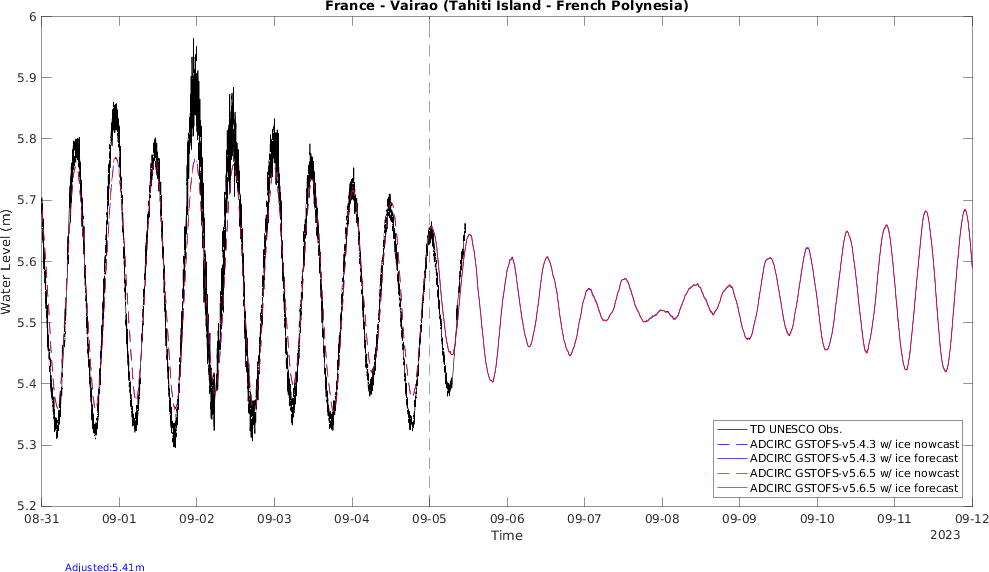 France - Vairao (Tahiti Island - French Polynesia)
6
5.9
5.8
5.7
5.6
5.5
5.4
5.3
5.2
Water Level (m)
08-31 09-01 09-02 09-03 09-04 09-05 09-06 09-07 09-08 09-09 09-10 09-11 09-12
Time
2023
TD UNESCO Obs.
ADCIRC GSTOFS-v5.4.3 w/ ice nowcast
ADCIRC GSTOFS-v5.4.3 w/ ice forecast
ADCIRC GSTOFS-v5.6.5 w/ ice nowcast
ADCIRC GSTOFS-v5.6.5 w/ ice forecast
Adjusted:5.41m